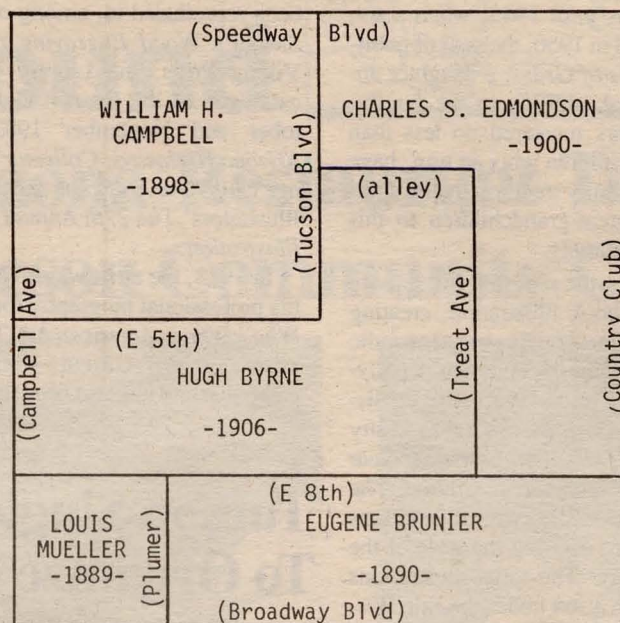 (Speedway Blvd)
WILLIAM H.
CAMPBELL
-1898-
CHARLES S. EDMONDSON
-1900-
(Tucson Blvd)
(alley)
(Campbell Ave)
(E 5th)
(Treat Ave)
(Country Club)
HUGH BYRNE
-1906-
(E 8th)
LOUIS
MUELLER
-1889-
(Plumer)
EUGENE BRUNIER
-1890-
(Broadway Blvd)